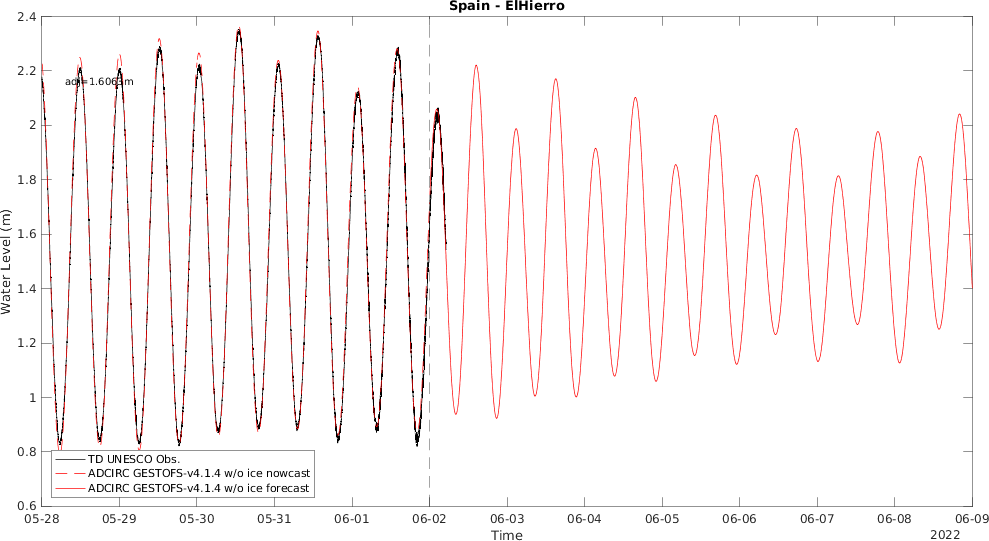 Spain - ElHierro
Water Level (m)
2.4
2.2
2
1.8
1.6
1.4
1.2
1
0.8
0.6
TD UNESCO Obs.
ADCIRC GESTOFS-v4.1.4 w/o ice nowcast
ADCIRC GESTOFS-v4.1.4 w/o ice forecast
05-28 05-29 05-30 05-31 06-01 06-02 06-03 06-04 06-05 06-06 06-07 06-08 06-09
Time
2022